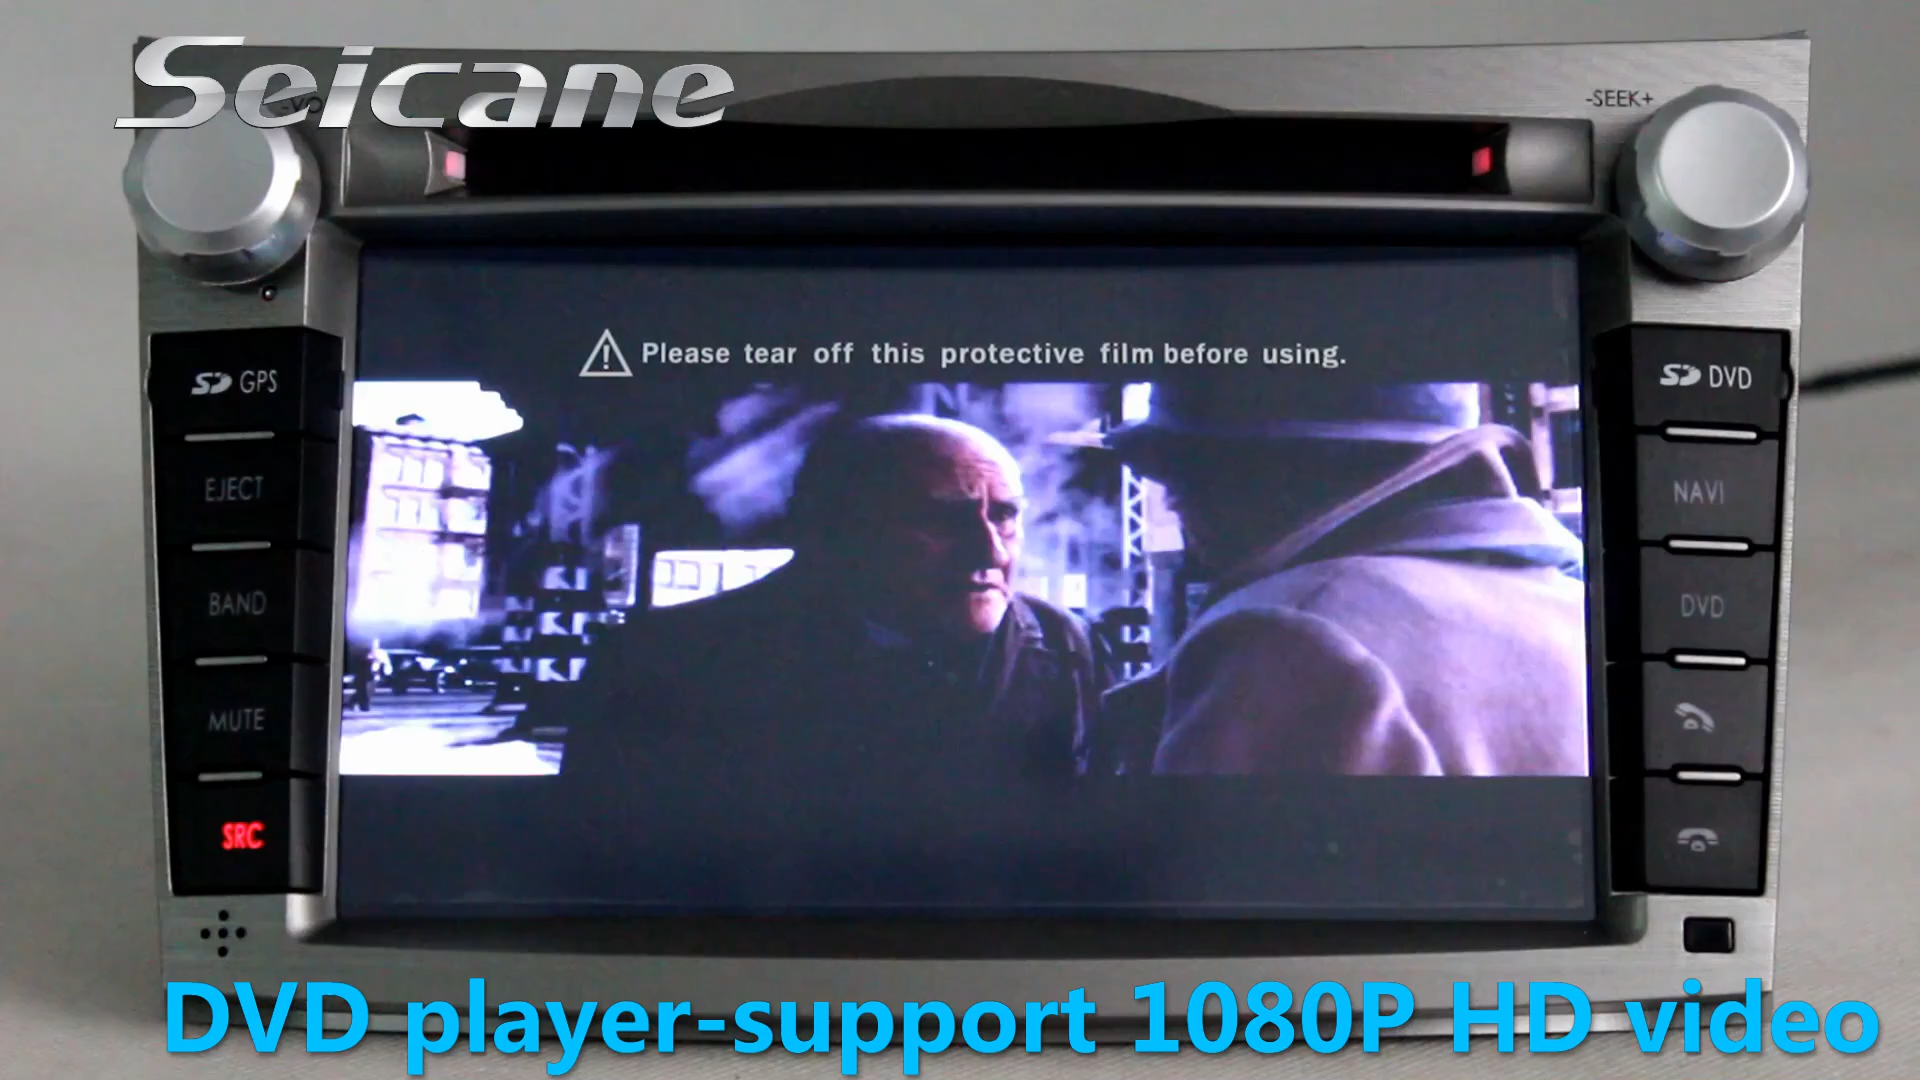 Seicane
-SEEK+
Please tear off this protective film before using.
GPS
EJECT
BAND
MUTE
SRC
DVD
NAVI
DVD
DVD player-support 1080P HD video